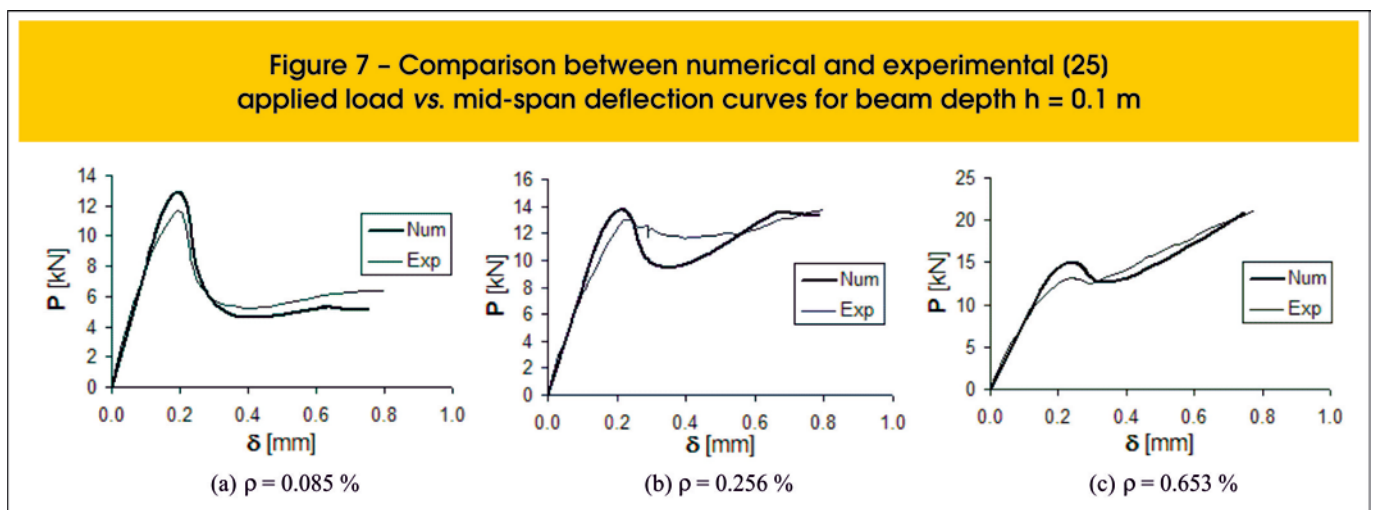 Figure 7 – Comparison between numerical and experimental (25)
applied load vs. mid-span deflection curves for beam depth h = 0.1 m
P [kN]
14
12
10
8
6
4
2
0
0.0 0.2 0.4 0.6 0.8 1.0
δ [mm]
Num
Exp
(a) ρ = 0.085 %
P [kN]
16
14
12
10
8
6
4
2
0
0.0 0.2 0.4 0.6 0.8 1.0
δ [mm]
Num
Exp
(b) ρ = 0.256 %
P [kN]
25
20
15
10
5
0
0.0 0.2 0.4 0.6 0.8 1.0
δ [mm]
Num
Exp
(c) ρ = 0.653 %